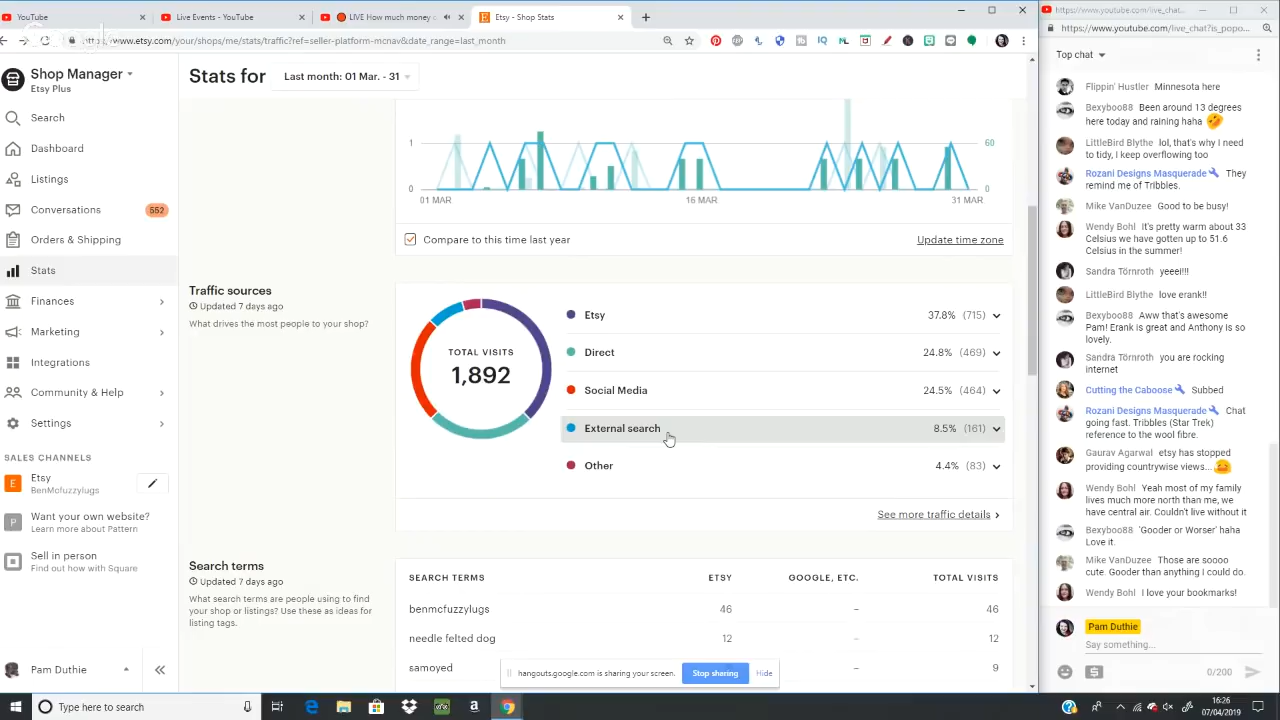 YouTube
Live Events - YouTube
LIVE How much money
Etsy - Shop Stats
https://www.youtube.com/live_chat?is_popo...
https://www.etsy.com/your/shops/me/stats/traffic?ref=seller-platform-mcnav&date_range=last_month
https://www.youtube.com/live_chat?is_popo...
Shop Manager
Etsy Plus
Search
Dashboard
Listings
Conversations 552
Orders & Shipping
Stats
Finances
Marketing
Integrations
Community & Help
Settings
SALES CHANNELS
Etsy
BenMcfuzzylugs
Want your own website?
Learn more about Pattern
Sell in person
Find out how with Square
Pam Duthie
Stats for
Last month: 01 Mar. - 31
1 60
0 0
01 MAR 16 MAR 31 MAR
Compare to this time last year
Update time zone
Traffic sources
Updated 7 days ago
What drives the most people to your shop?
TOTAL VISITS
1,892
Etsy 37.8% (715)
Direct 24.8% (469)
Social Media 24.5% (464)
External search 8.5% (161)
Other 4.4% (83)
See more traffic details
Search terms
Updated 7 days ago
What search terms are people using to find
your shop or listings? Use these as ideas for
listing tags.
SEARCH TERMS ETSY GOOGLE, ETC. TOTAL VISITS
benmcfuzzylugs 46 – 46
needle felted dog 12 – 12
samoyed 9
hangouts.google.com is sharing your screen. Stop sharing Hide
Top chat
Flippin' Hustler Minnesota here
Bexyboo88 Been around 13 degrees
here today and raining haha
LittleBird Blythe lol, that's why I need
to tidy, I keep overflowing too
Rozani Designs Masquerade They
remind me of Tribbles.
Mike VanDuzee Good to be busy!
Wendy Bohl It's pretty warm about 33
Celsius we have gotten up to 51.6
Celsius in the summer!
Sandra Törnroth yeeei!!!
LittleBird Blythe love erank!!
Bexyboo88 Aww that's awesome
Pam! Erank is great and Anthony is so
lovely.
Sandra Törnroth you are rocking
internet
Cutting the Caboose Subbed
Rozani Designs Masquerade Chat
going fast. Tribbles (Star Trek)
reference to the wool fibre.
Gaurav Agarwal etsy has stopped
providing countrywise views...
Wendy Bohl Yeah most of my family
lives much more north than me, we
have central air. Couldn't live without it
Bexyboo88 'Gooder or Worser' haha
Love it.
Mike VanDuzee Those are soooo
cute. Gooder than anything I could do.
Wendy Bohl I love your bookmarks!
Pam Duthie
Say something...
0/200
Type here to search
16:26
07/04/2019